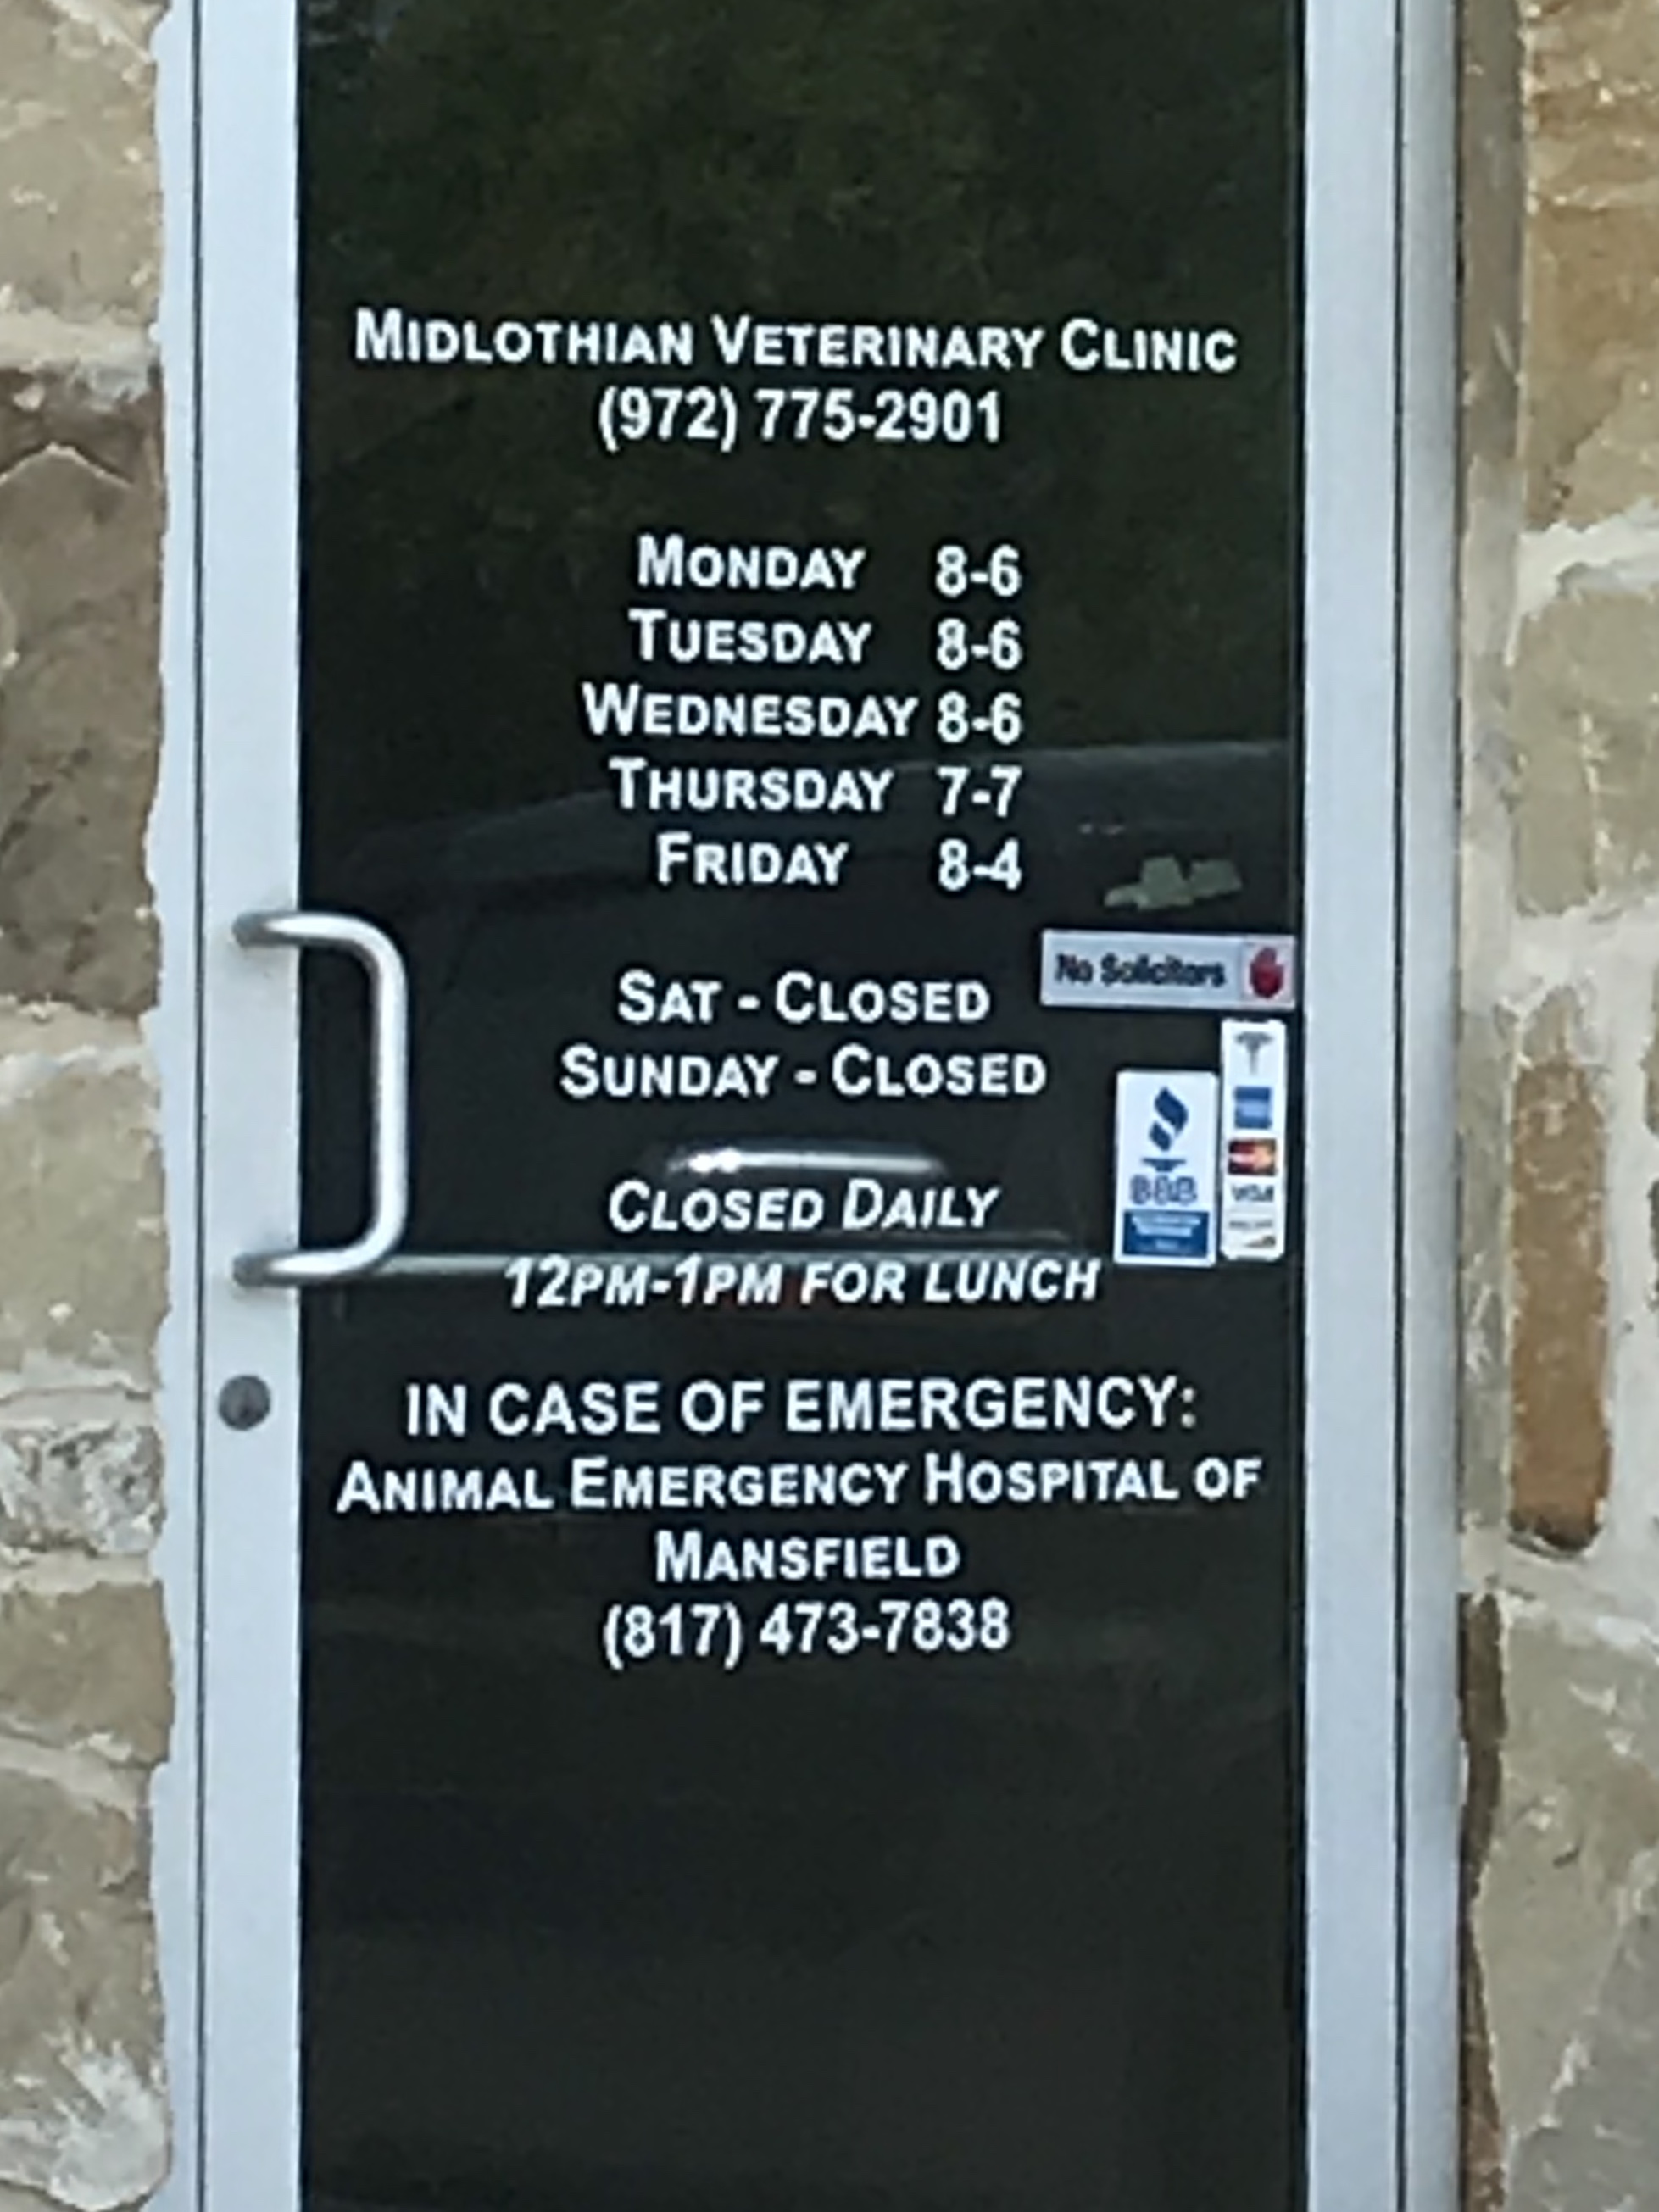 MIDLOTHIAN VETERINARY CLINIC
(972) 775-2901
MONDAY 8-6
TUESDAY 8-6
WEDNESDAY 8-6
THURSDAY 7-7
FRIDAY 8-4
No Solicitors
SAT - CLOSED
SUNDAY - CLOSED
BBB
VISA
CLOSED DAILY
12PM-1PM FOR LUNCH
IN CASE OF EMERGENCY:
ANIMAL EMERGENCY HOSPITAL OF
MANSFIELD
(817) 473-7838